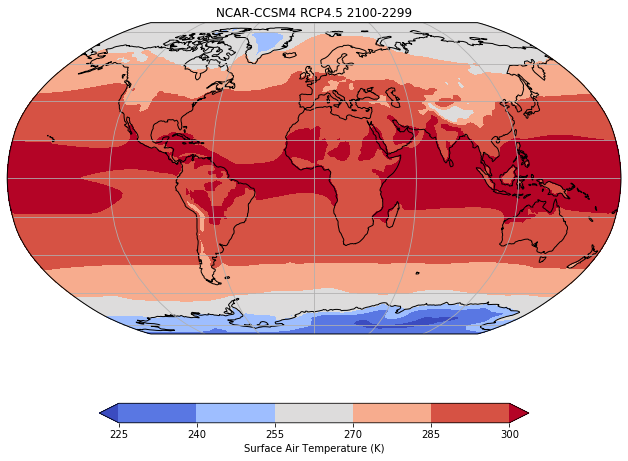 NCAR-CCSM4 RCP4.5 2100-2299
225 240 255 270 285 300
Surface Air Temperature (K)